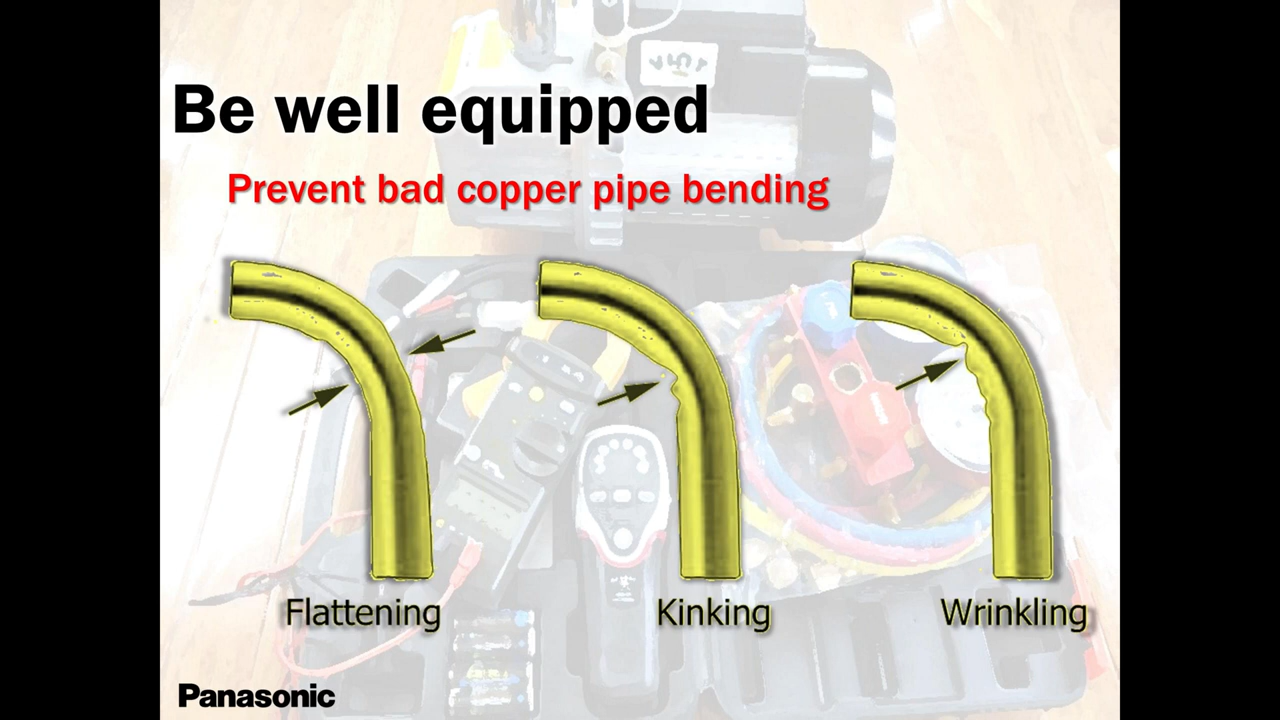 Be well equipped
Prevent bad copper pipe bending
Flattening
Kinking
Wrinkling
Panasonic